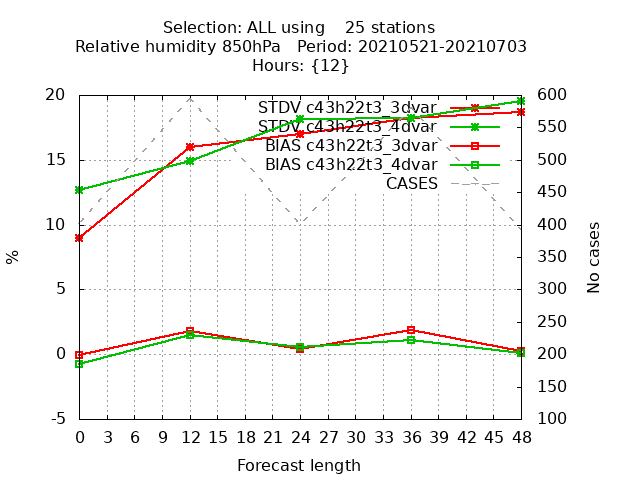 Selection: ALL using    25 stations
Relative humidity 850hPa   Period: 20210521-20210703
Hours: {12}
STDV c43h22t3_3dvar
STDV c43h22t3_4dvar
BIAS c43h22t3_3dvar
BIAS c43h22t3_4dvar
CASES
20
15
10
5
0
-5
%
600
550
500
450
400
350
300
250
200
150
100
No cases
0 3 6 9 12 15 18 21 24 27 30 33 36 39 42 45 48
Forecast length